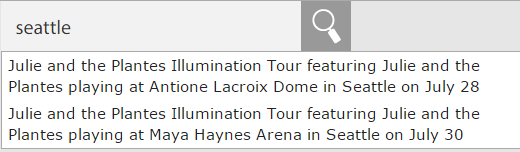 seattle
Julie and the Plantes Illumination Tour featuring Julie and the
Plantes playing at Antione Lacroix Dome in Seattle on July 28
Julie and the Plantes Illumination Tour featuring Julie and the
Plantes playing at Maya Haynes Arena in Seattle on July 30